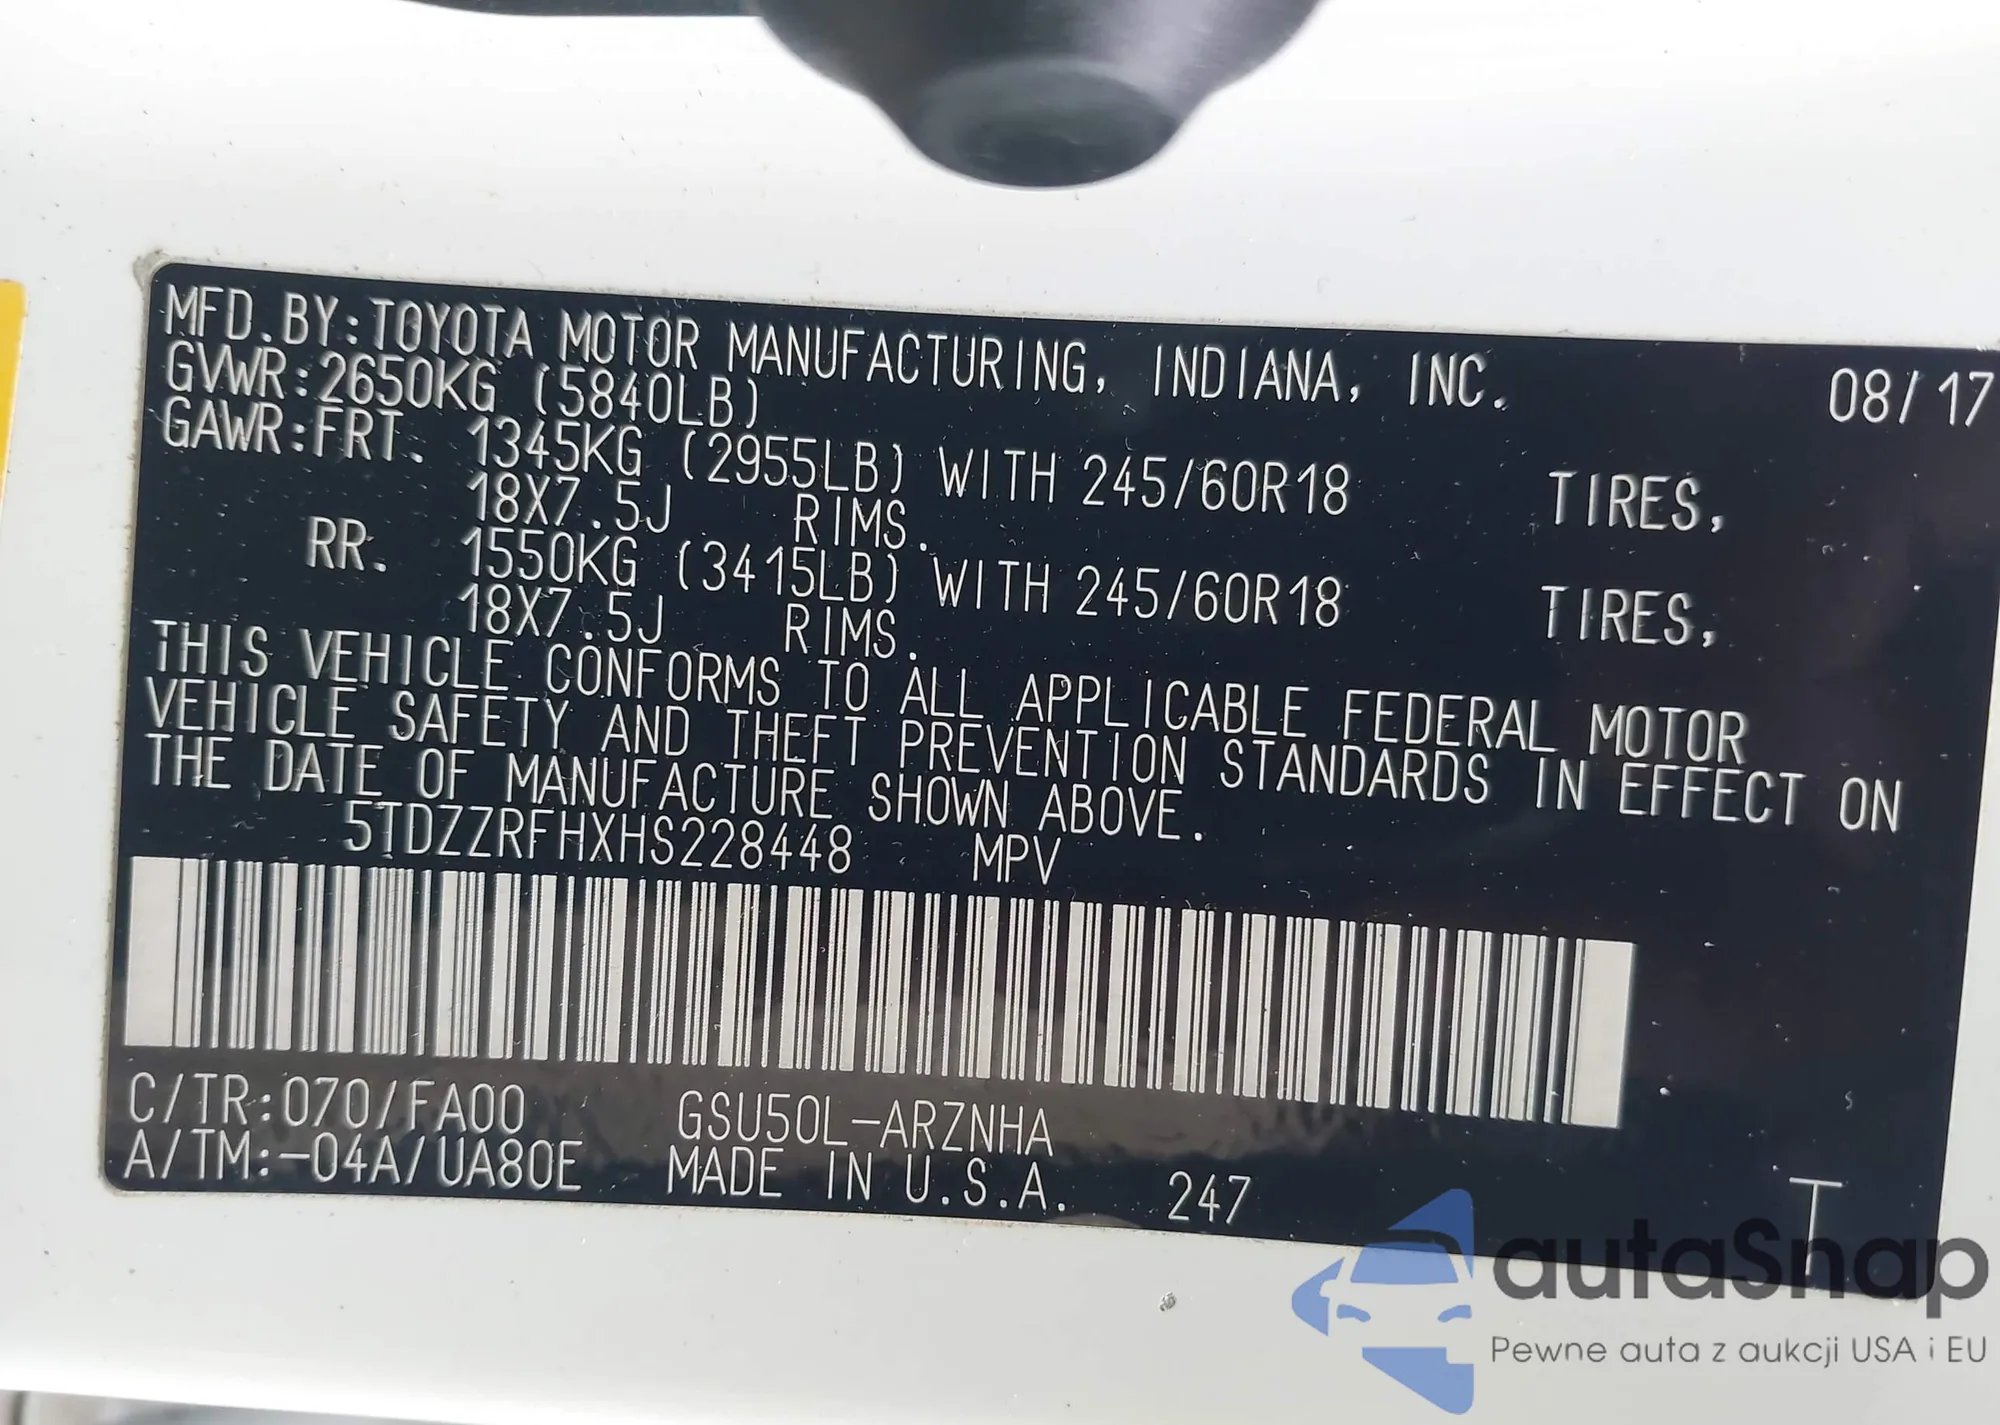 MFD.BY:TOYOTA MOTOR MANUFACTURING, INDIANA, INC. 08/17
GVWR:2650KG (5840LB)
GAWR:FRT. 1345KG (2955LB) WITH 245/60R18 TIRES,
18X7.5J RIMS.
RR. 1550KG (3415LB) WITH 245/60R18 TIRES,
18X7.5J RIMS.
THIS VEHICLE CONFORMS TO ALL APPLICABLE FEDERAL MOTOR
VEHICLE SAFETY AND THEFT PREVENTION STANDARDS IN EFFECT ON
THE DATE OF MANUFACTURE SHOWN ABOVE.
5TDZZRFHXHS228448 MPV
C/TR:070/FA00 GSU50L-ARZNHA
A/TM:-04A/UA80E MADE IN U.S.A. 247 T
autaSnap
Pewne auta z aukcji USA i EU